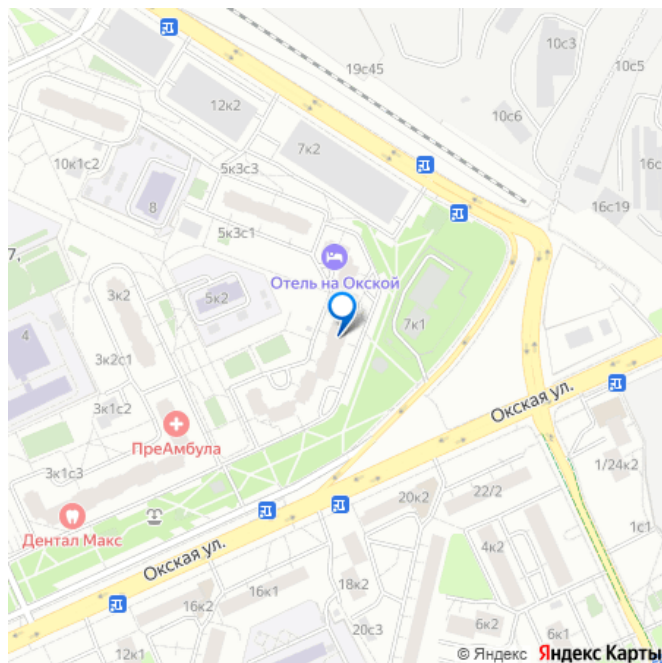 19с45
10с3
10с5
12к2
10с6
7к2
16с
10к1с2
5к3с3
8
16с19
5к3с1
7,
Отель на Окской
3к2
5к2
4
7к1
3к2с1
3к1с2
Окская ул.
ПреАмбула
3к1с3
1/24к2
22/2
20к2
Дентал Макс
1с1
Окская ул.
4к2
18к2
16к1
16к2
6к2
20с3
6к1
12к1
© Яндекс Яндекс Карты